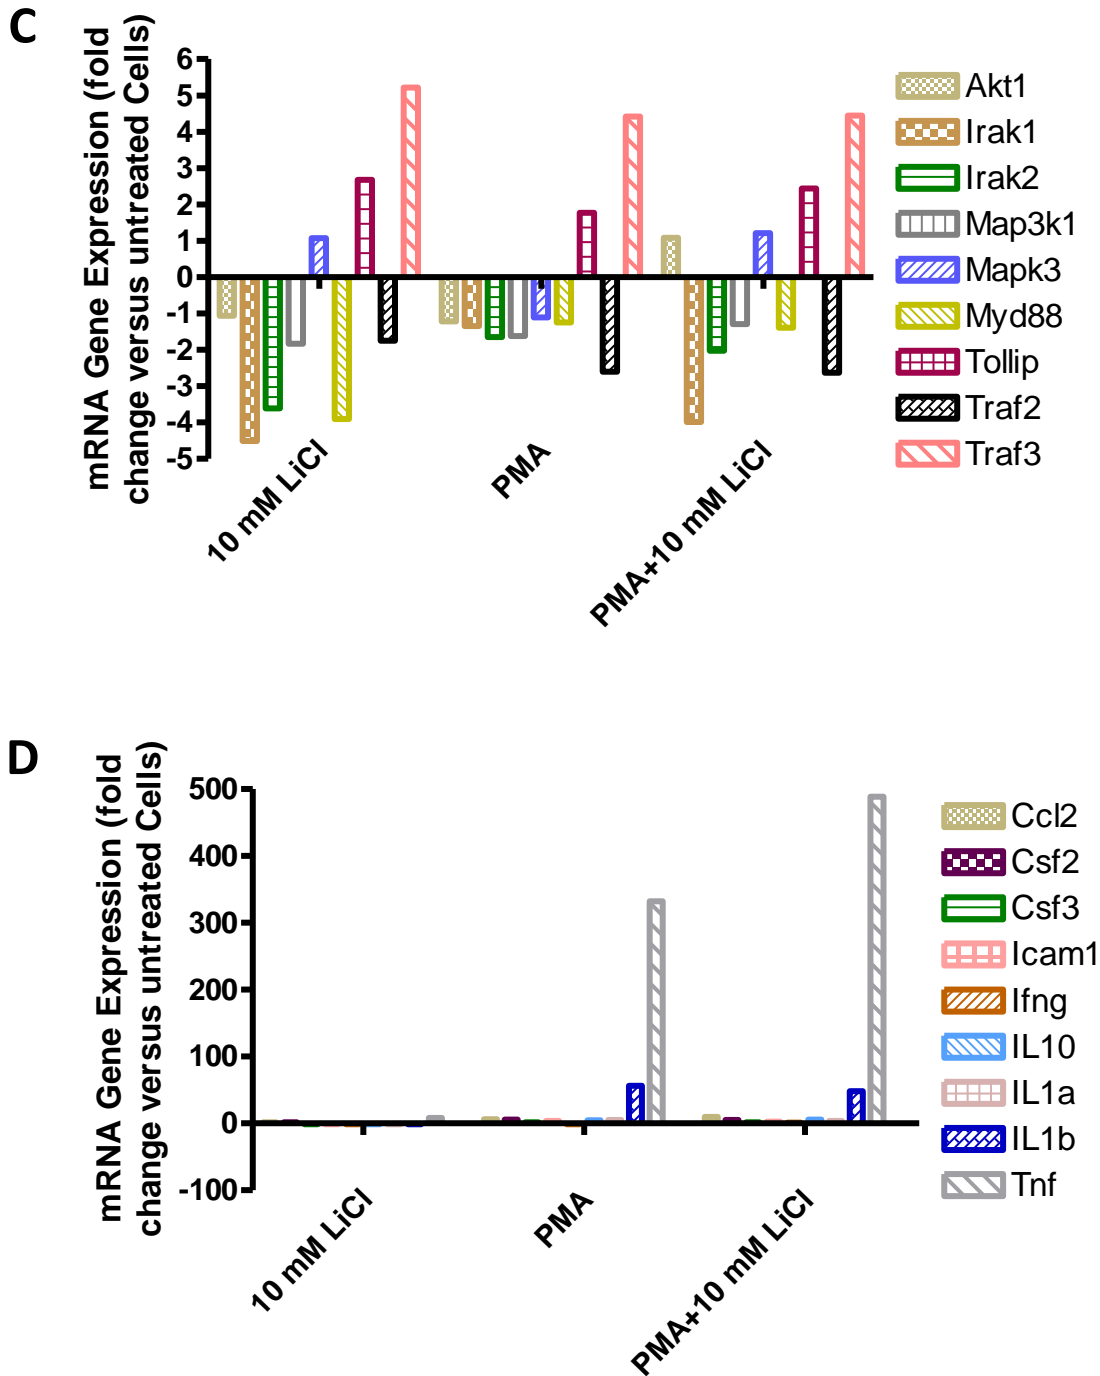 C
mRNA Gene Expression (fold
change versus untreated Cells)
6
5
4
3
2
1
0
-1
-2
-3
-4
-5
10 mM LiCl
PMA
PMA+10 mM LiCl
Akt1
Irak1
Irak2
Map3k1
Mapk3
Myd88
Tollip
Traf2
Traf3
D
mRNA Gene Expression (fold
change versus untreated Cells)
500
400
300
200
100
0
-100
10 mM LiCl
PMA
PMA+10 mM LiCl
Ccl2
Csf2
Csf3
Icam1
Ifng
IL10
IL1a
IL1b
Tnf